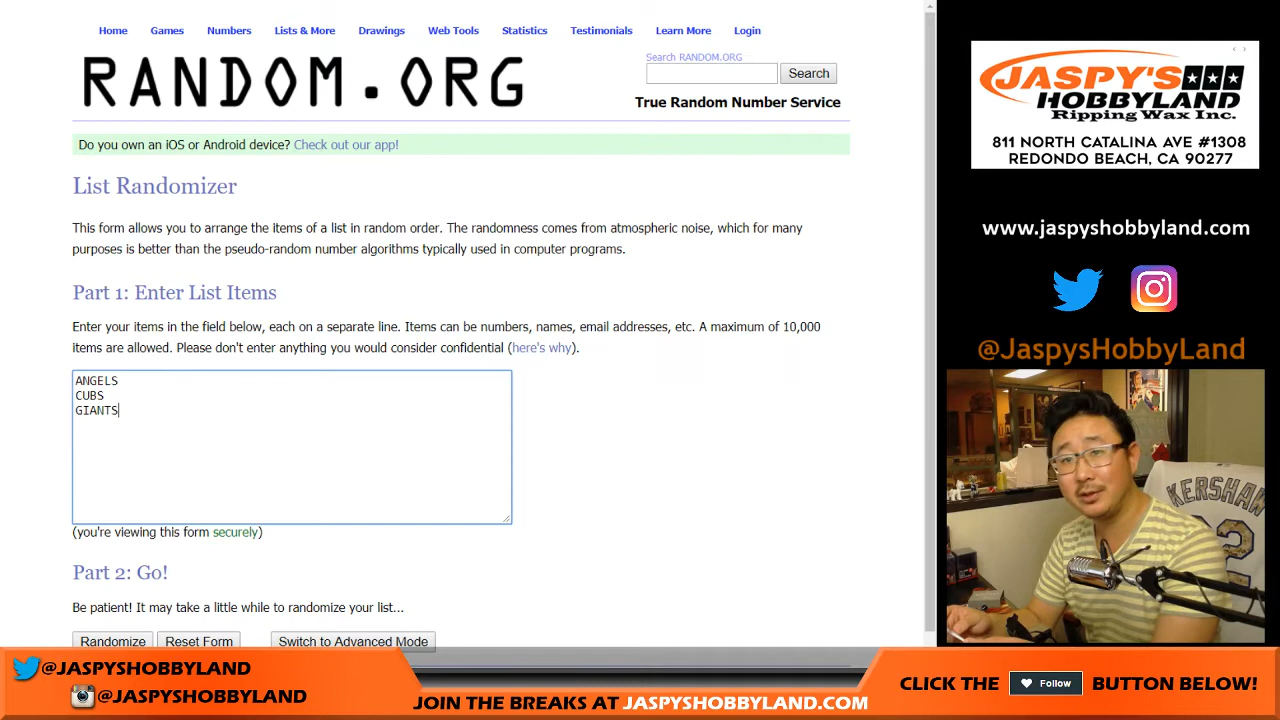 Home Games Numbers Lists & More Drawings Web Tools Statistics Testimonials Learn More Login
RANDOM.ORG
Search RANDOM.ORG
Search
True Random Number Service
Do you own an iOS or Android device? Check out our app!
List Randomizer
This form allows you to arrange the items of a list in random order. The randomness comes from atmospheric noise, which for many
purposes is better than the pseudo-random number algorithms typically used in computer programs.
Part 1: Enter List Items
Enter your items in the field below, each on a separate line. Items can be numbers, names, email addresses, etc. A maximum of 10,000
items are allowed. Please don't enter anything you would consider confidential (here's why).
ANGELS
CUBS
GIANTS
(you're viewing this form securely)
Part 2: Go!
Be patient! It may take a little while to randomize your list...
Randomize Reset Form Switch to Advanced Mode
JASPY'S
HOBBYLAND
Ripping Wax Inc.
811 NORTH CATALINA AVE #1308
REDONDO BEACH, CA 90277
www.jaspyshobbyland.com
@JaspysHobbyLand
KERSHAW
22
@JASPYSHOBBYLAND
@JASPYSHOBBYLAND
JOIN THE BREAKS AT JASPYSHOBBYLAND.COM
CLICK THE Follow BUTTON BELOW!